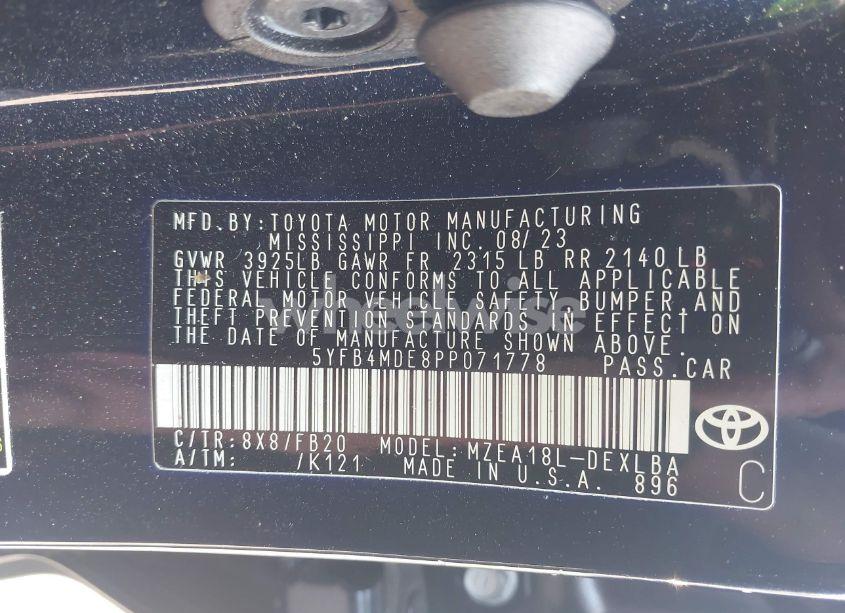 MFD.BY:TOYOTA MOTOR MANUFACTURING
MISSISSIPPI INC. 08/23
GVWR 3925LB GAWR FR 2315 LB RR 2140 LB
THIS VEHICLE CONFORMS TO ALL APPLICABLE
FEDERAL MOTOR VEHICLE SAFETY, BUMPER, AND
THEFT PREVENTION STANDARDS IN EFFECT ON
THE DATE OF MANUFACTURE SHOWN ABOVE.
5YFB4MDE8PP071778 PASS.CAR
C/TR:8X8/FB20 MODEL:MZEA18L-DEXLBA
A/TM: /K121 MADE IN U.S.A. 896
C
wheelwise